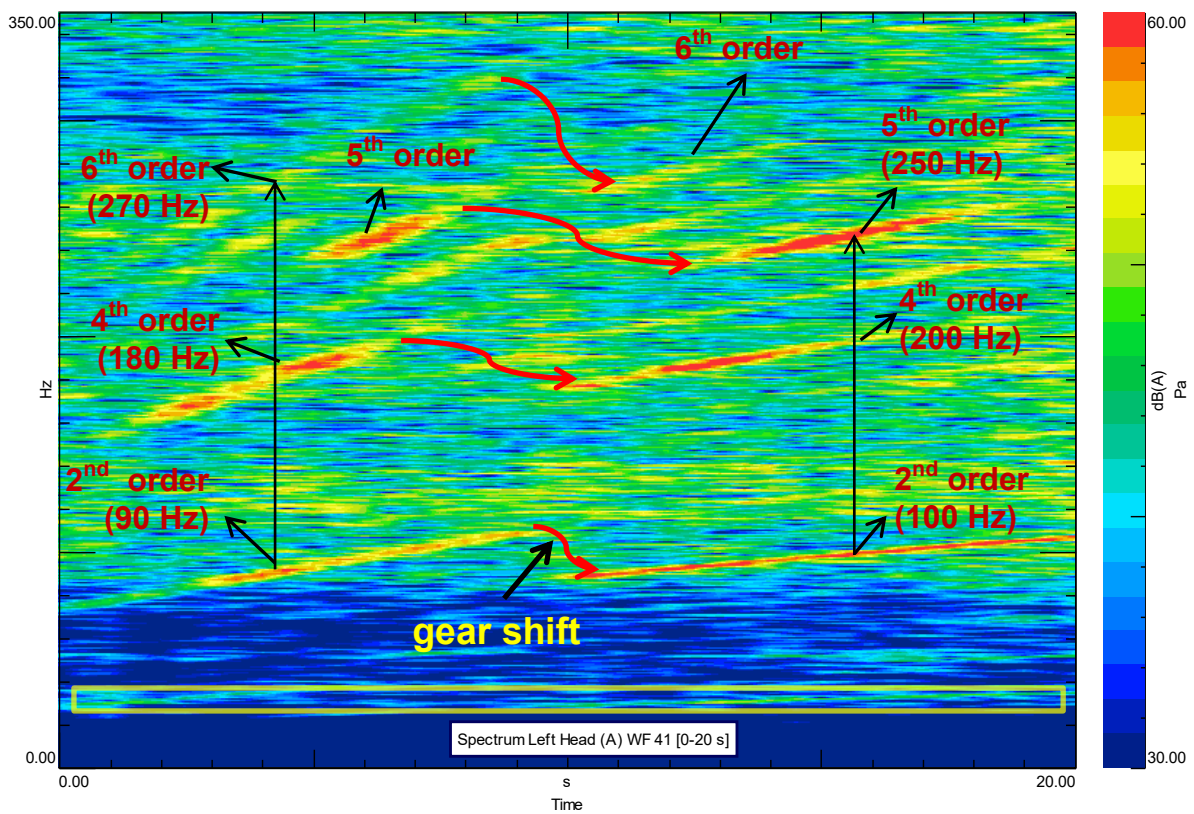 350.00
60.00
6th order
5th order
5th order
(250 Hz)
6th order
(270 Hz)
4th order
(200 Hz)
4th order
(180 Hz)
Hz
dB(A)
Pa
2nd order
(90 Hz)
2nd order
(100 Hz)
gear shift
Spectrum Left Head (A) WF 41 [0-20 s]
0.00
30.00
0.00
s
20.00
Time